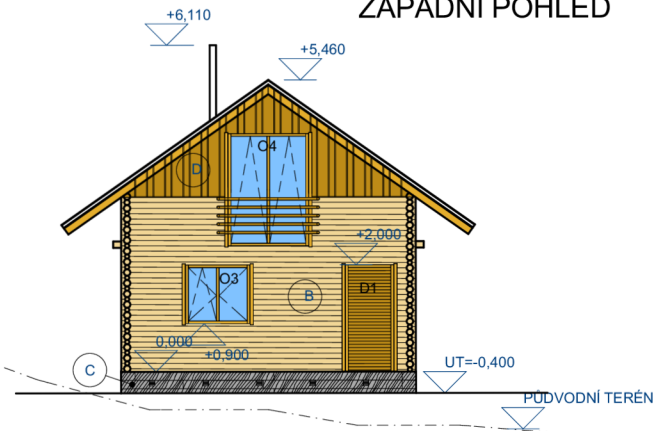 ZÁPADNÍ POHLED
+6,110
+5,460
O4
D
+2,000
O3
B
D1
0,000
+0,900
C
UT=-0,400
PŮDVODNÍ TERÉN